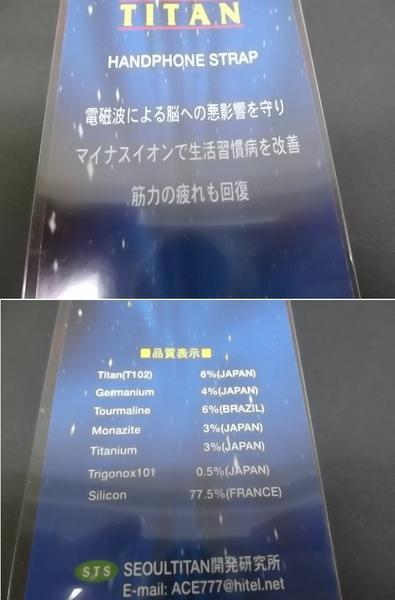 TITAN
HANDPHONE STRAP
電磁波による脳への悪影響を守り
マイナスイオンで生活習慣病を改善
筋力の疲れも回復
■品質表示■
Titan(T102) 6%(JAPAN)
Germanium 4%(JAPAN)
Tourmaline 6%(BRAZIL)
Monazite 3%(JAPAN)
Titanium 3%(JAPAN)
Trigonox101 0.5%(JAPAN)
Silicon 77.5%(FRANCE)
STS SEOULTITAN開発研究所
E-mail: ACE777@hitel.net